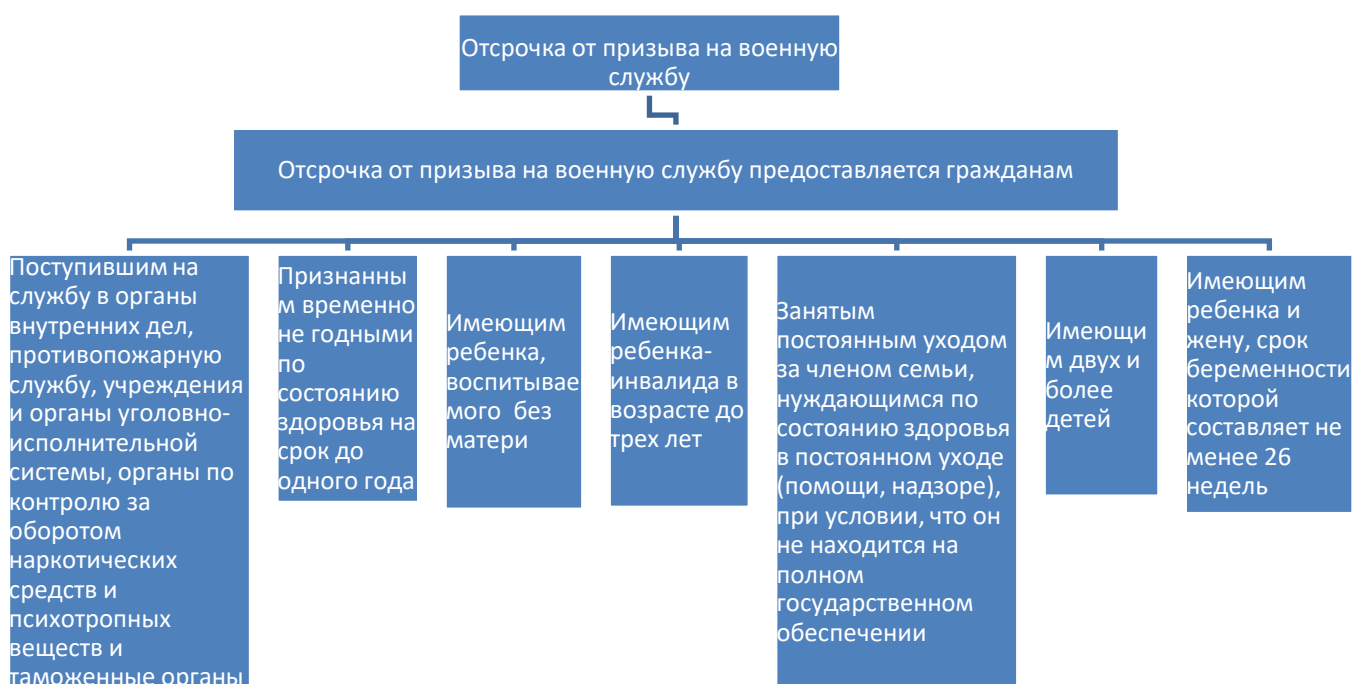 Отсрочка от призыва на военную
службу
Отсрочка от призыва на военную службу предоставляется гражданам
Поступившим на
службу в органы
внутренних дел,
противопожарную
службу, учреждения
и органы уголовно-
исполнительной
системы, органы по
контролю за
оборотом
наркотических
средств и
психотропных
веществ и
таможенные органы
Признанны
м временно
не годными
по
состоянию
здоровья на
срок до
одного года
Имеющим
ребенка,
воспитывае
мого без
матери
Имеющим
ребенка-
инвалида в
возрасте до
трех лет
Занятым
постоянным уходом
за членом семьи,
нуждающимся по
состоянию здоровья
в постоянном уходе
(помощи, надзоре),
при условии, что он
не находится на
полном
государственном
обеспечении
Имеющи
м двух и
более
детей
Имеющим
ребенка и
жену, срок
беременности
которой
составляет не
менее 26
недель